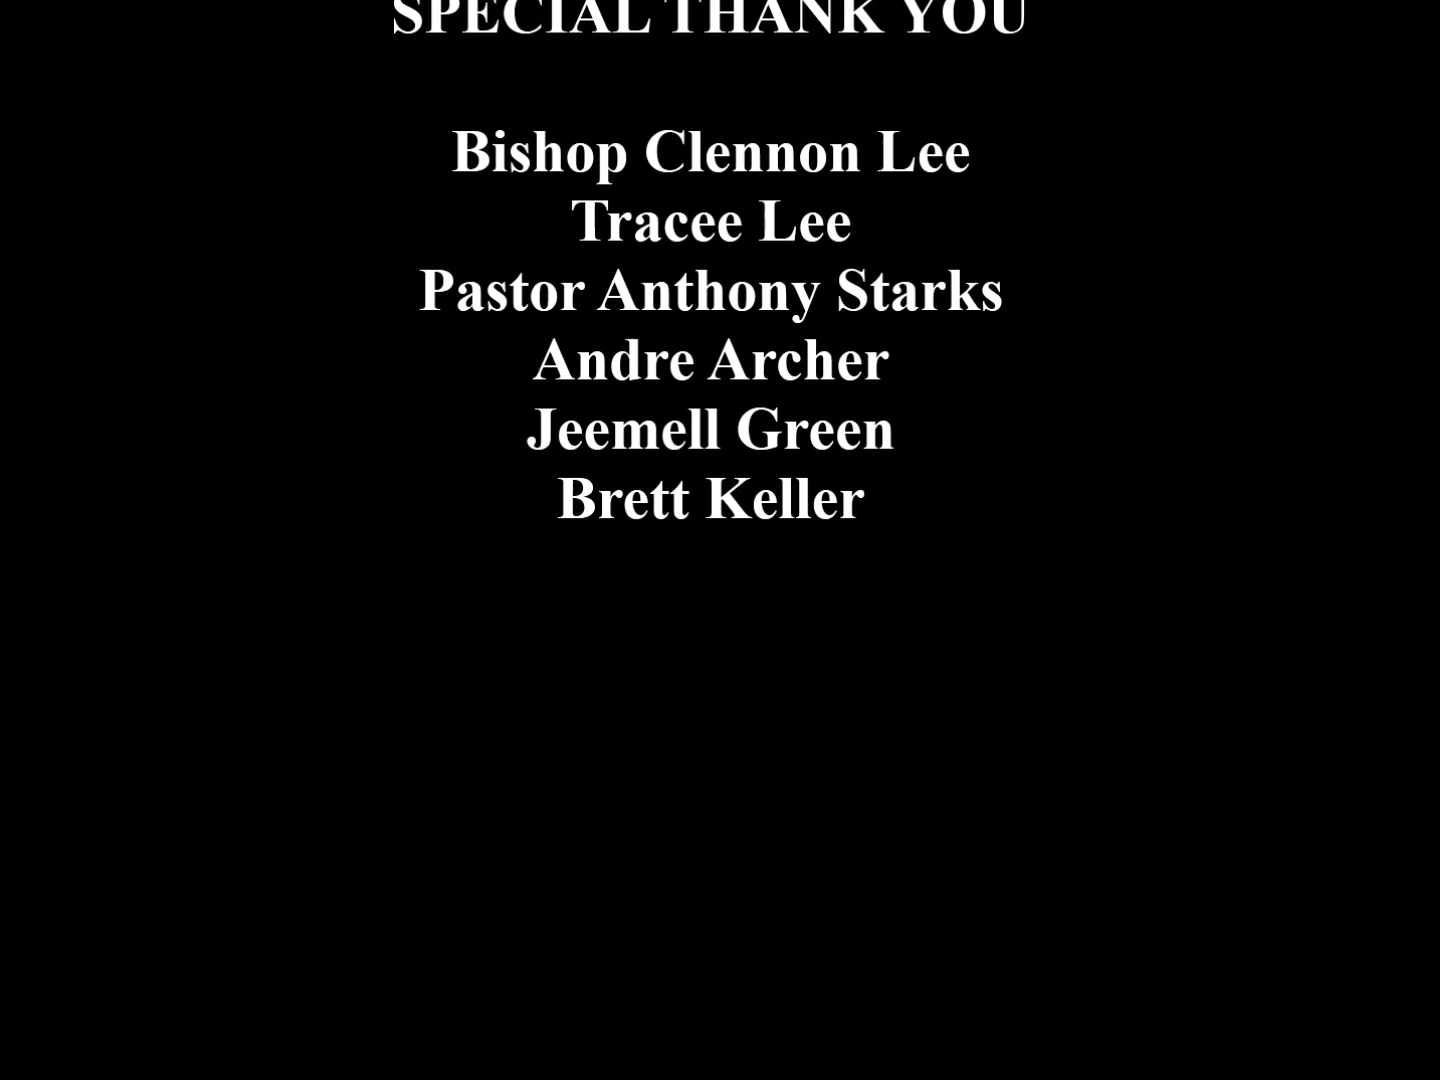 SPECIAL THANK YOU
Bishop Clennon Lee
Tracee Lee
Pastor Anthony Starks
Andre Archer
Jeemell Green
Brett Keller